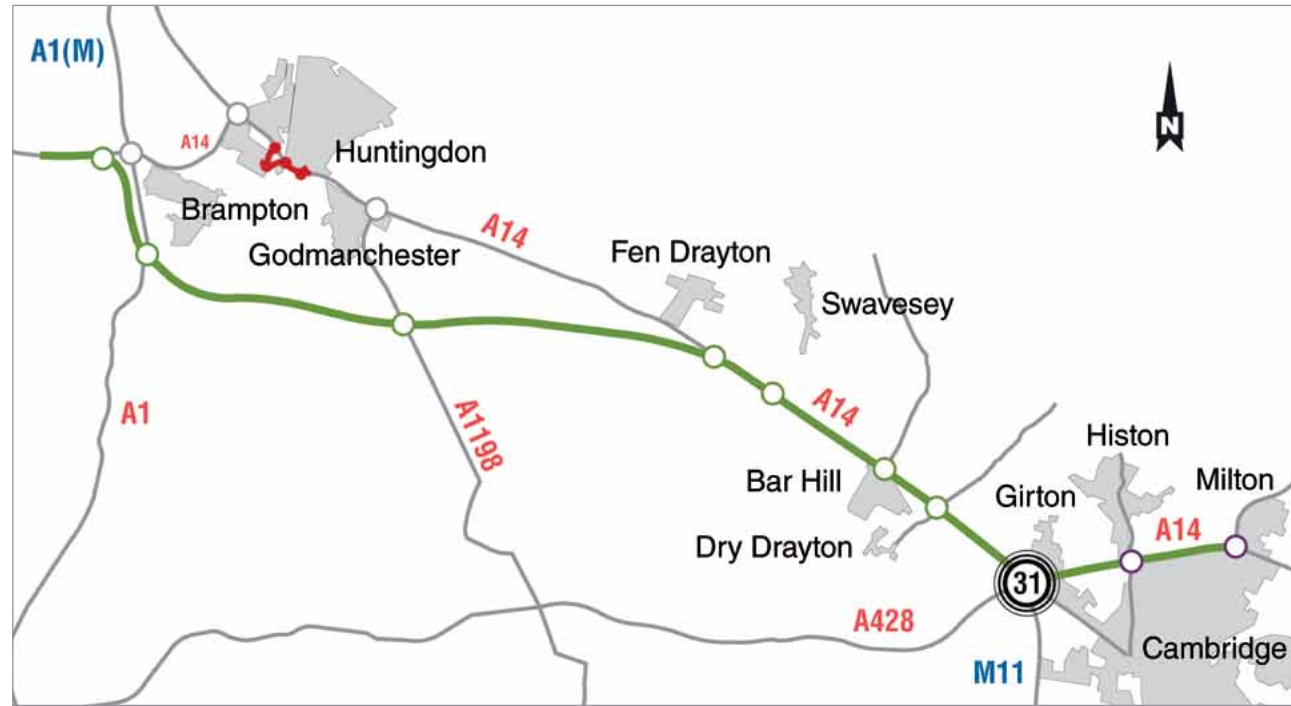 A1(M)
N
A14
Huntingdon
Brampton
A14
Godmanchester
Fen Drayton
Swavesey
A1
A1198
A14
Histon
Bar Hill
Girton
Milton
A14
Dry Drayton
31
A428
Cambridge
M11